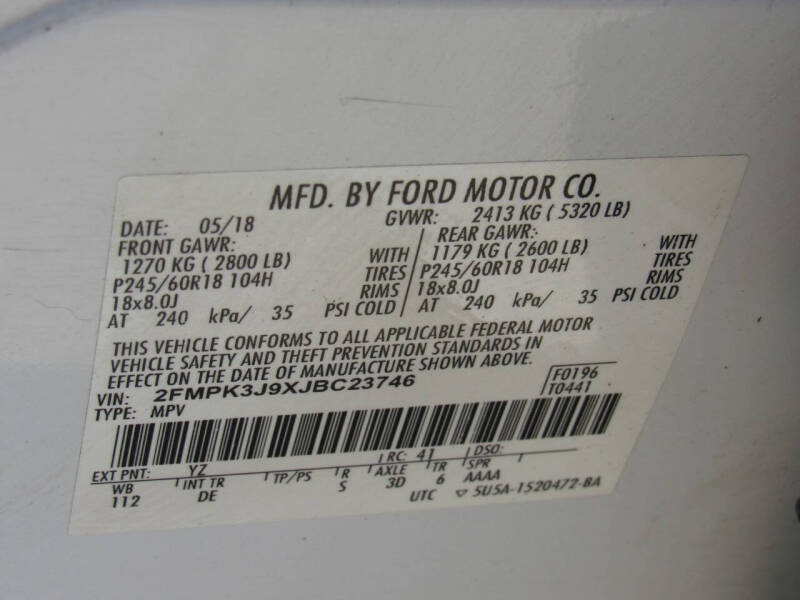 MFD. BY FORD MOTOR CO.
DATE: 05/18 GVWR: 2413 KG ( 5320 LB)
FRONT GAWR: REAR GAWR:
1270 KG ( 2800 LB) WITH 1179 KG ( 2600 LB) WITH
P245/60R18 104H TIRES P245/60R18 104H TIRES
18x8.0J RIMS 18x8.0J RIMS
AT 240 kPa/ 35 PSI COLD AT 240 kPa/ 35 PSI COLD
THIS VEHICLE CONFORMS TO ALL APPLICABLE FEDERAL MOTOR
VEHICLE SAFETY AND THEFT PREVENTION STANDARDS IN
EFFECT ON THE DATE OF MANUFACTURE SHOWN ABOVE.
VIN: 2FMPK3J9XJBC23746 F0196
TYPE: MPV T0441
EXT PNT: YZ RC: 41 DSO:
WB INT TR TP/PS R AXLE TR SPR
112 DE S 3D 6 AAAA
UTC ▽ 5U5A-1520472-BA